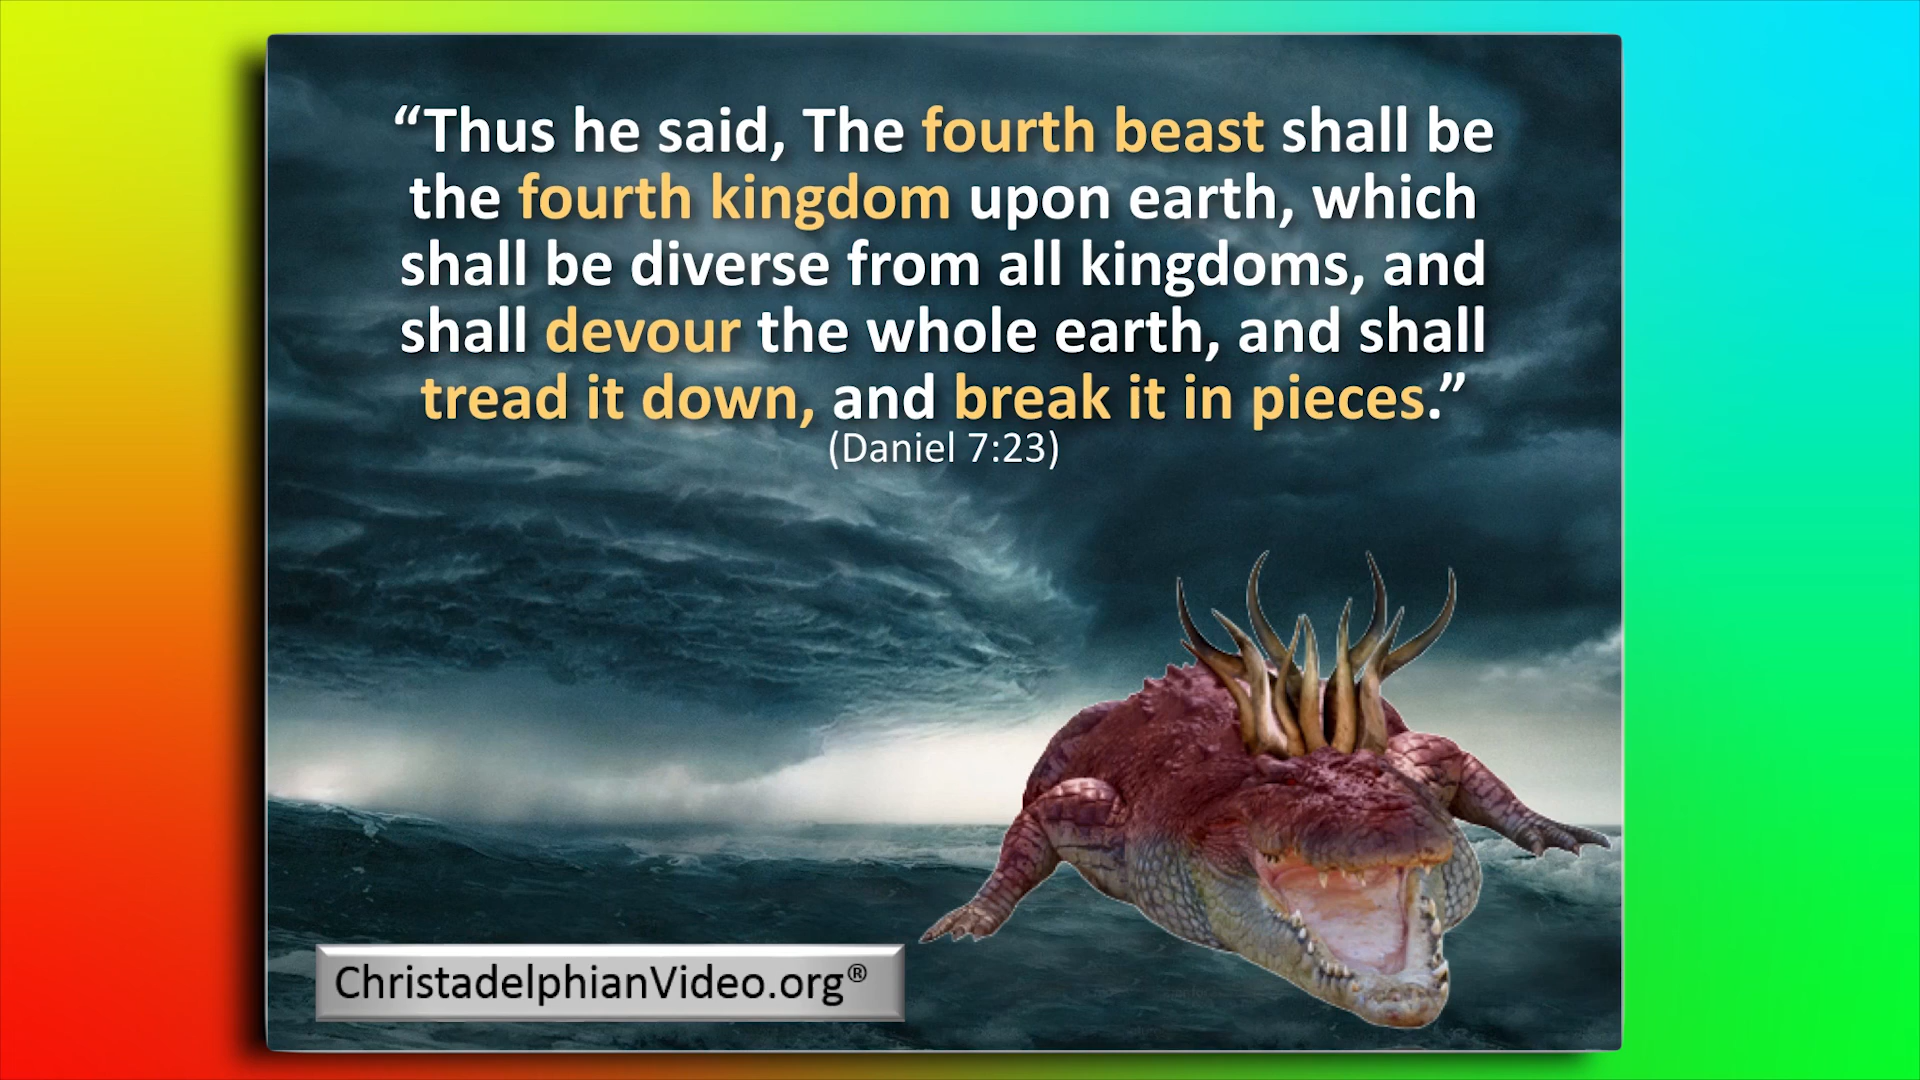 “Thus he said, The fourth beast shall be
the fourth kingdom upon earth, which
shall be diverse from all kingdoms, and
shall devour the whole earth, and shall
tread it down, and break it in pieces.”
(Daniel 7:23)
ChristadelphianVideo.org®